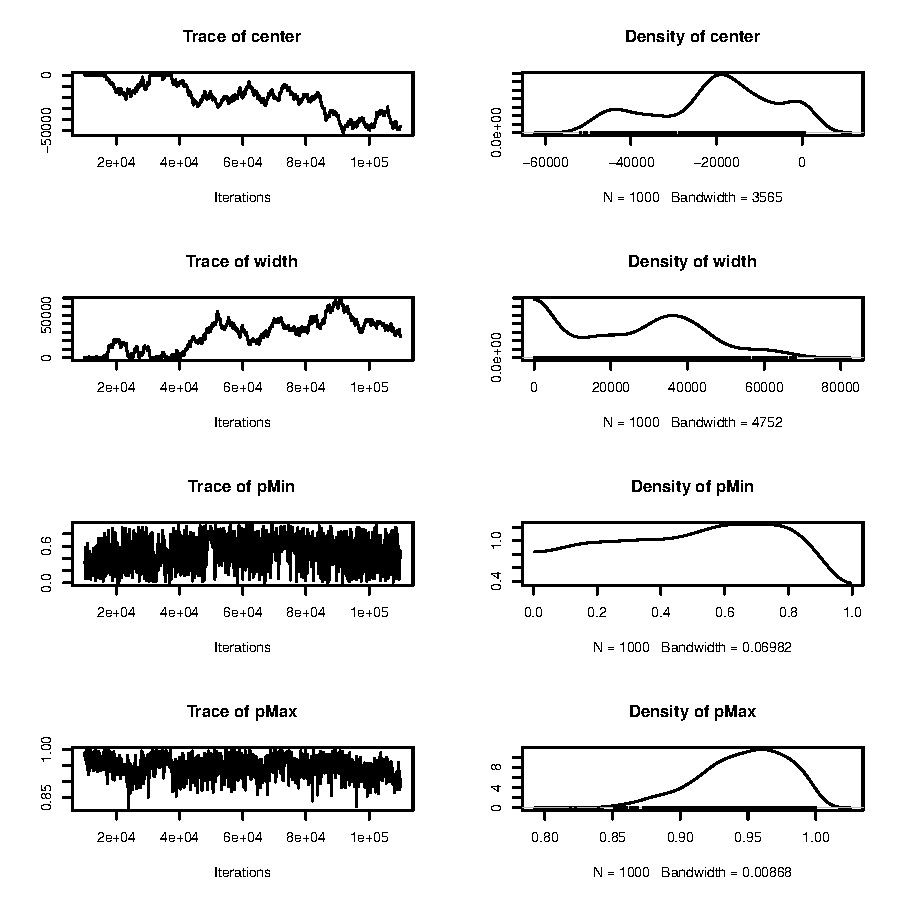 Trace of center
−50000
0
2e+04 4e+04 6e+04 8e+04 1e+05
Iterations
Density of center
0.0e+00
−60000 −40000 −20000 0
N = 1000 Bandwidth = 3565
Trace of width
0
50000
2e+04 4e+04 6e+04 8e+04 1e+05
Iterations
Density of width
0.0e+00
0 20000 40000 60000 80000
N = 1000 Bandwidth = 4752
Trace of pMin
0.0
0.6
2e+04 4e+04 6e+04 8e+04 1e+05
Iterations
Density of pMin
0.4
1.0
0.0 0.2 0.4 0.6 0.8 1.0
N = 1000 Bandwidth = 0.06982
Trace of pMax
0.85
1.00
2e+04 4e+04 6e+04 8e+04 1e+05
Iterations
Density of pMax
0
4
8
0.80 0.85 0.90 0.95 1.00
N = 1000 Bandwidth = 0.00868